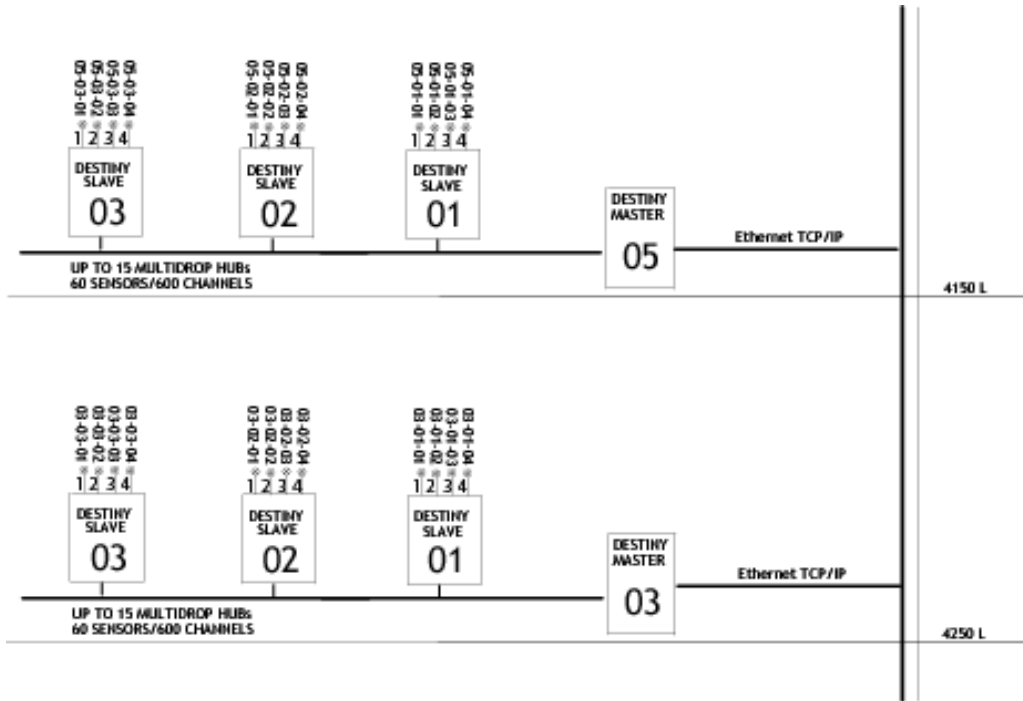 05-03-01
05-03-02
05-03-03
05-03-04
05-02-01
05-02-02
05-02-03
05-02-04
05-01-01
05-01-02
05-01-03
05-01-04
1 2 3 4
1 2 3 4
1 2 3 4
DESTINY
SLAVE
03
DESTINY
SLAVE
02
DESTINY
SLAVE
01
DESTINY
MASTER
05
Ethernet TCP/IP
UP TO 15 MULTIDROP HUBs
60 SENSORS/600 CHANNELS
4150 L
03-03-01
03-03-02
03-03-03
03-03-04
03-02-01
03-02-02
03-02-03
03-02-04
03-01-01
03-01-02
03-01-03
03-01-04
1 2 3 4
1 2 3 4
1 2 3 4
DESTINY
SLAVE
03
DESTINY
SLAVE
02
DESTINY
SLAVE
01
DESTINY
MASTER
03
Ethernet TCP/IP
UP TO 15 MULTIDROP HUBs
60 SENSORS/600 CHANNELS
4250 L